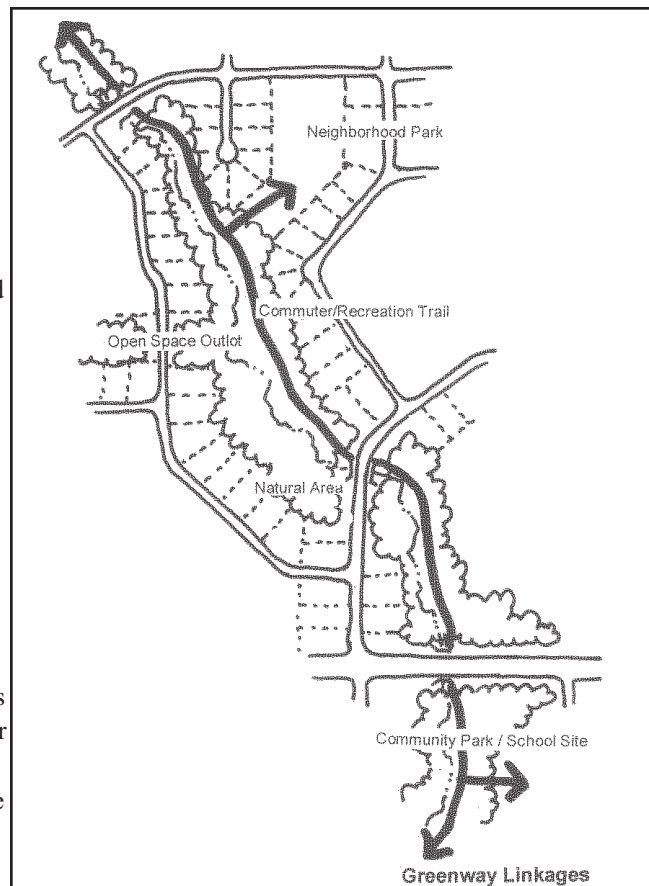 Neighborhood Park
Commuter/Recreation Trail
Open Space Outlot
Natural Area
Community Park / School Site
Greenway Linkages